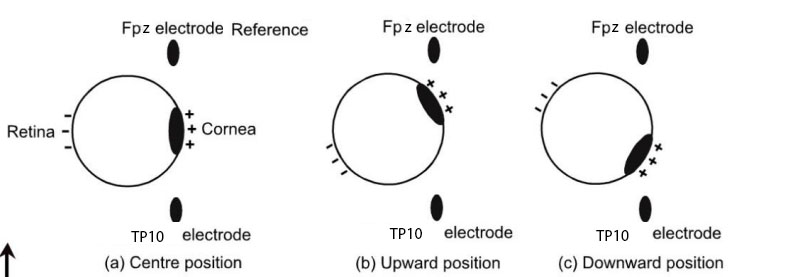 Fpz electrode Reference
Fpz electrode
Fpz electrode
Retina
Cornea
TP10 electrode
TP10 electrode
TP10 electrode
(a) Centre position
(b) Upward position
(c) Downward position